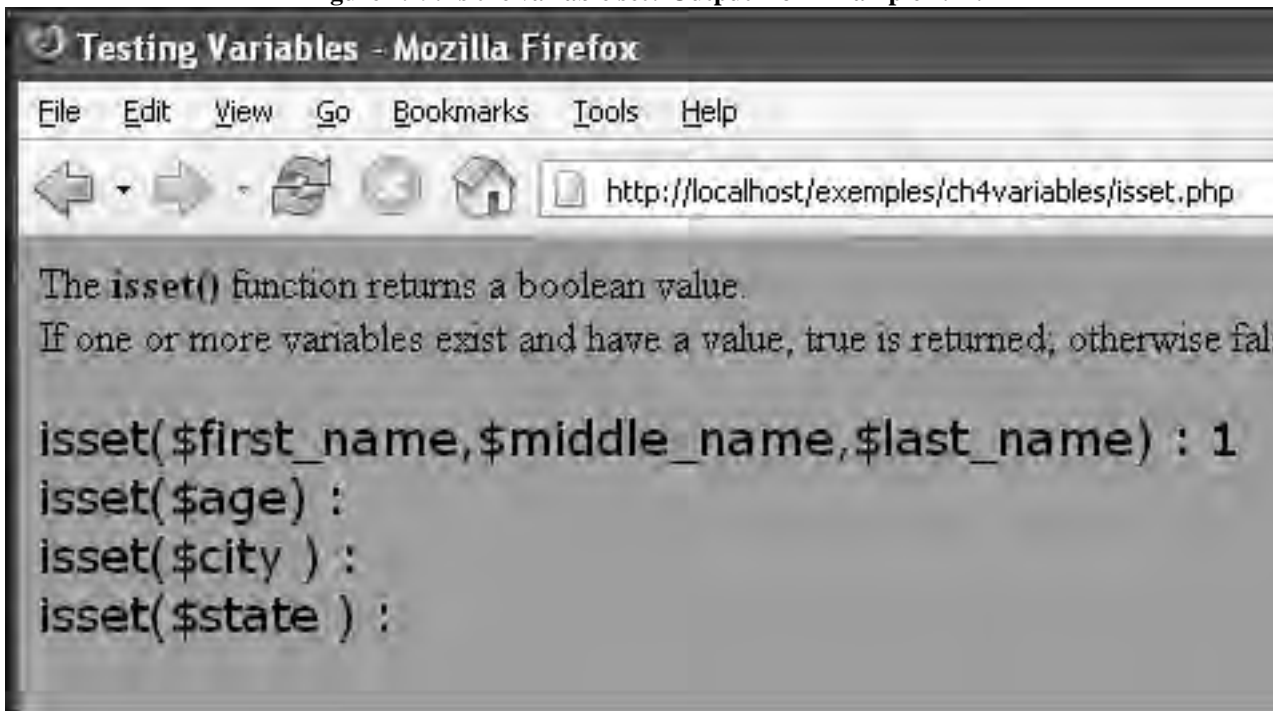 Testing Variables - Mozilla Firefox
File Edit View Go Bookmarks Tools Help
http://localhost/exemples/ch4variables/isset.php
The isset() function returns a boolean value.
If one or more variables exist and have a value, true is returned; otherwise fal
isset($first_name,$middle_name,$last_name) : 1
isset($age) :
isset($city ) :
isset($state ) :